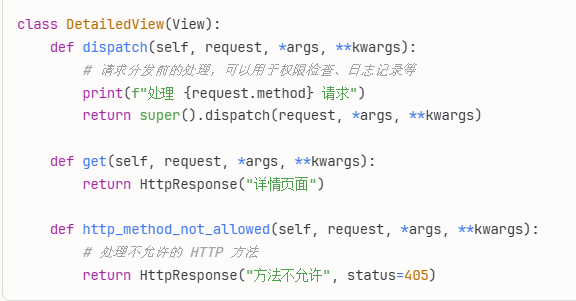 class DetailedView(View):
    def dispatch(self, request, *args, **kwargs):
        # 请求分发前的处理，可以用于权限检查、日志记录等
        print(f"处理 {request.method} 请求")
        return super().dispatch(request, *args, **kwargs)

    def get(self, request, *args, **kwargs):
        return HttpResponse("详情页面")

    def http_method_not_allowed(self, request, *args, **kwargs):
        # 处理不允许的 HTTP 方法
        return HttpResponse("方法不允许", status=405)